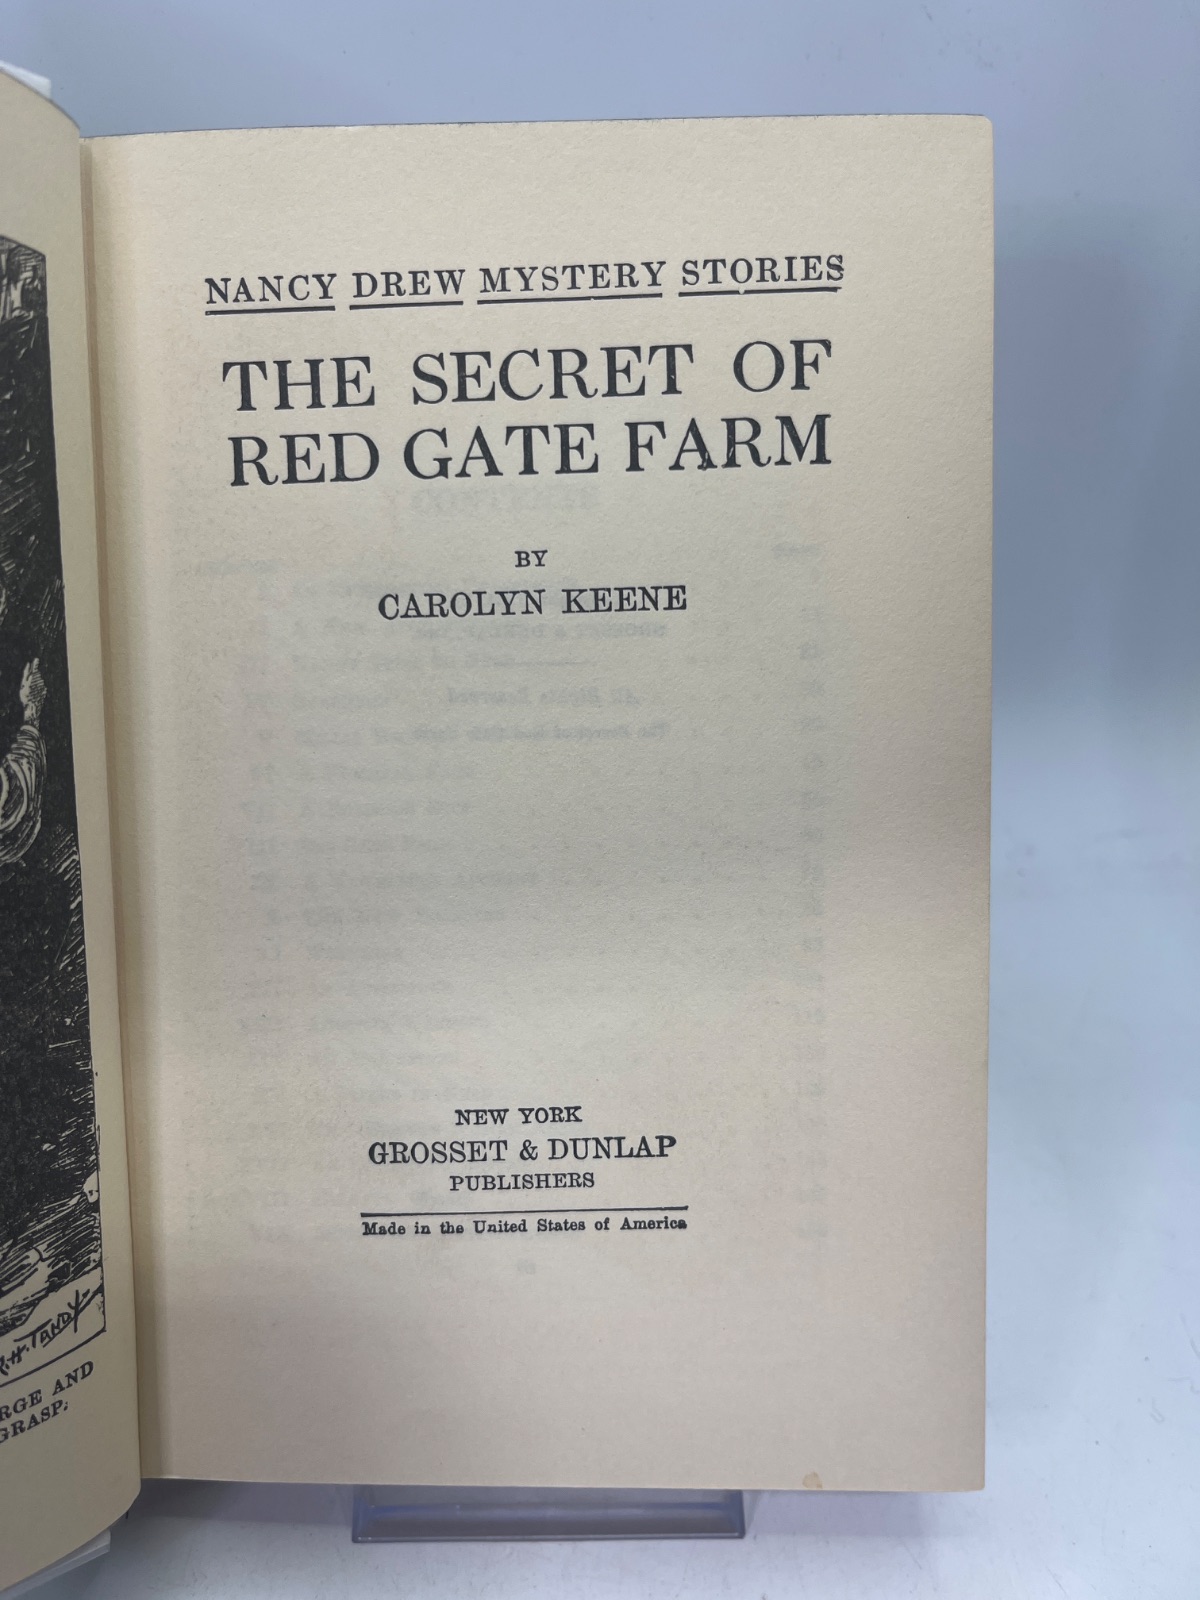 NANCY DREW MYSTERY STORIES
THE SECRET OF
RED GATE FARM
BY
CAROLYN KEENE
NEW YORK
GROSSET & DUNLAP
PUBLISHERS
Made in the United States of America
R.H. TANDY
RGE AND
GRASP.